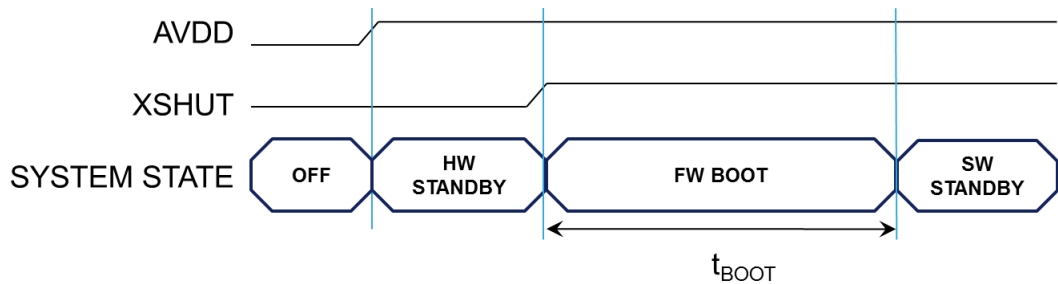 AVDD
XSHUT
SYSTEM STATE
OFF
HW
STANDBY
FW BOOT
SW
STANDBY
tBOOT